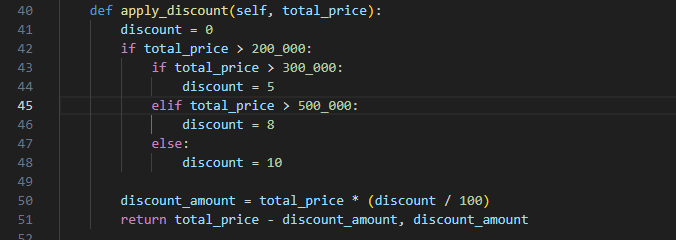 40 def apply_discount(self, total_price):
41 discount = 0
42 if total_price > 200_000:
43 if total_price > 300_000:
44 discount = 5
45 elif total_price > 500_000:
46 discount = 8
47 else:
48 discount = 10
49
50 discount_amount = total_price * (discount / 100)
51 return total_price - discount_amount, discount_amount
52